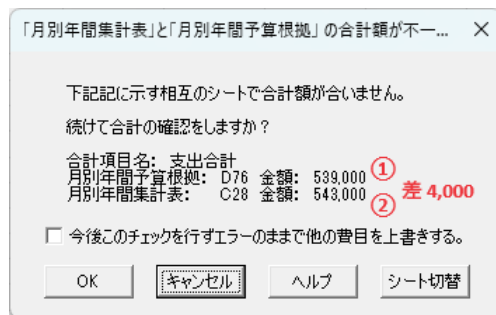 「月別年間集計表」と「月別年間予算根拠」の合計額が不一...
下記記に示す相互のシートで合計額が合いません。
続けて合計の確認をしますか？
合計項目名: 支出合計
月別年間予算根拠: D76 金額: 539,000 ①
月別年間集計表: C28 金額: 543,000 ②
差 4,000
今後このチェックを行ずエラーのままで他の費目を上書きする。
OK
キャンセル
ヘルプ
シート切替